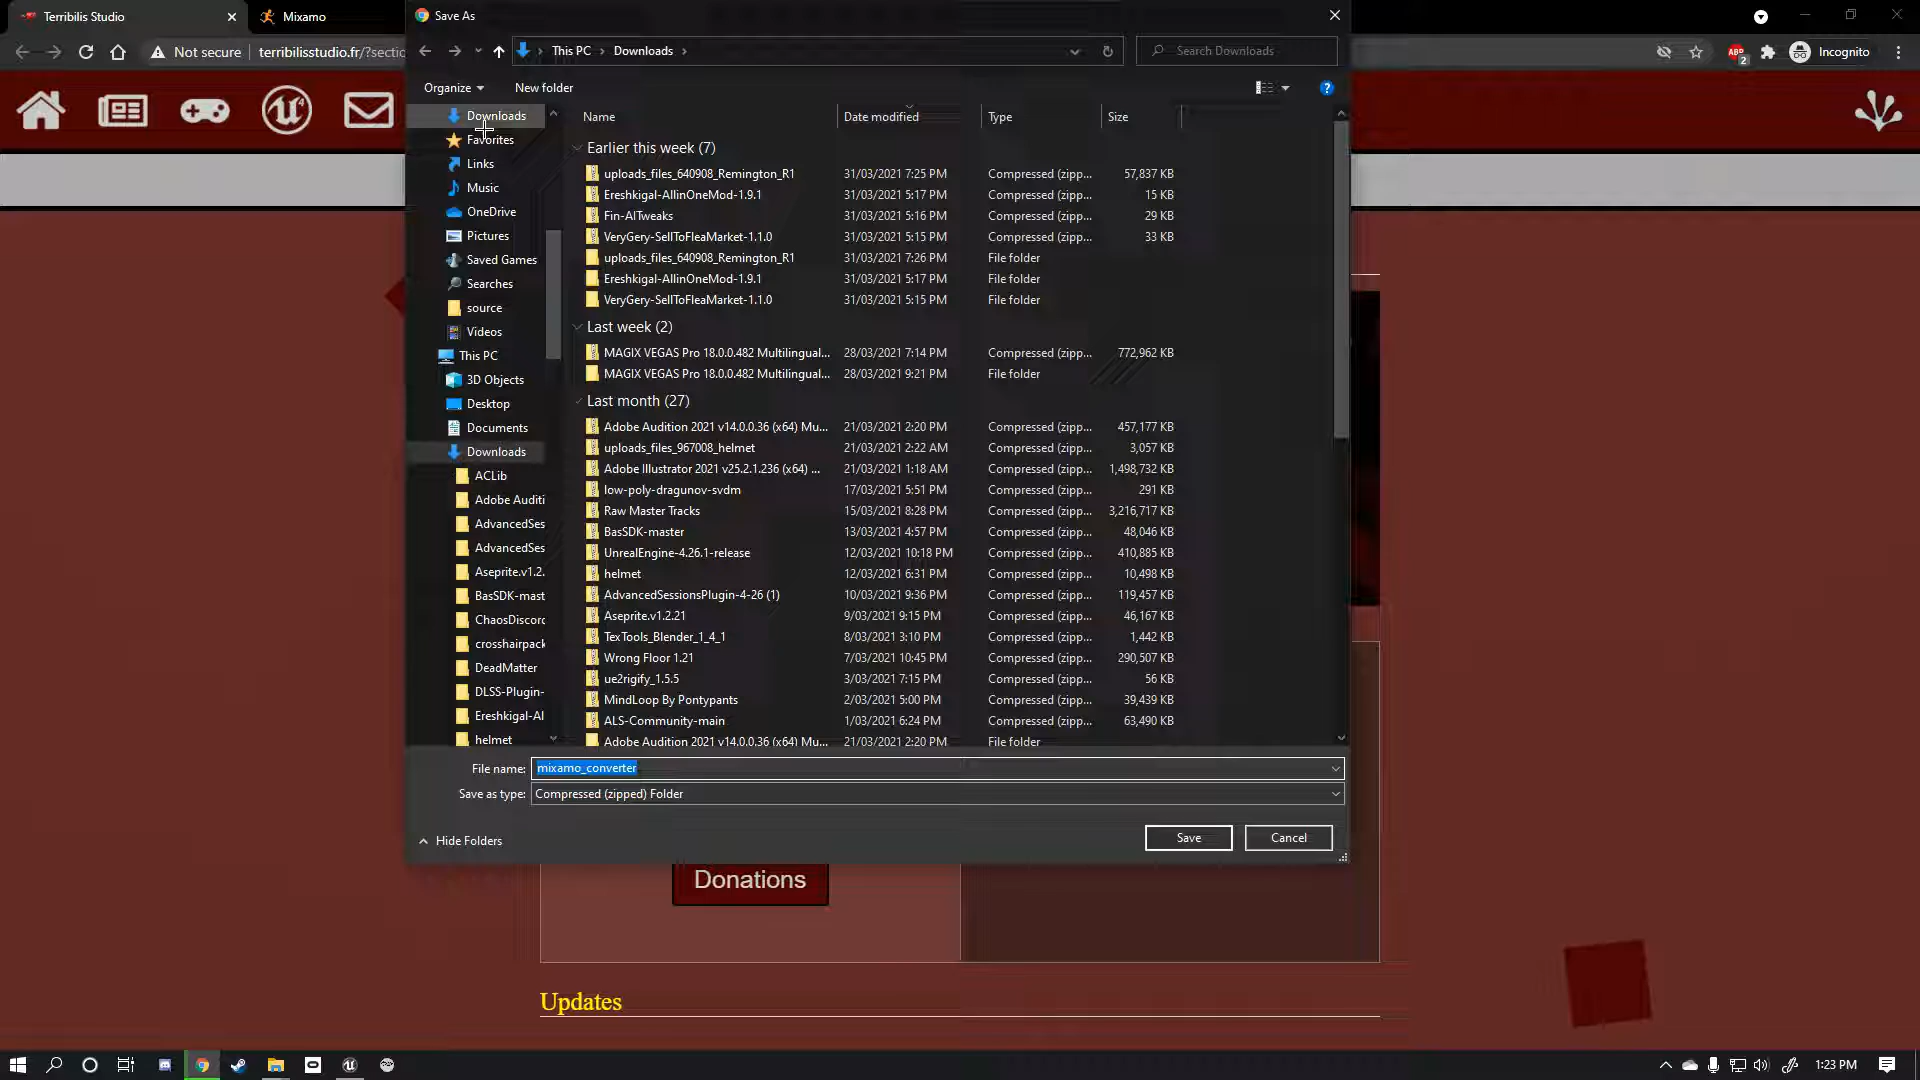 Terribilis Studio
Mixamo
Save As
Not secure
terribilisstudio.fr/?secti
This PC
Downloads
Search Downloads
2
Incognito
Organize
New folder
?
Downloads
Favorites
Links
Music
OneDrive
Pictures
Saved Games
Searches
source
Videos
This PC
3D Objects
Desktop
Documents
Downloads
ACLib
Adobe Auditi
AdvancedSes
AdvancedSes
Aseprite.v1.2.
BasSDK-mast
ChaosDiscord
crosshairpack
DeadMatter
DLSS-Plugin-
Ereshkigal-Al
helmet
Name Date modified Type Size
Earlier this week (7)
uploads_files_640908_Remington_R1 31/03/2021 7:25 PM Compressed (zipp... 57,837 KB
Ereshkigal-AllinOneMod-1.9.1 31/03/2021 5:17 PM Compressed (zipp... 15 KB
Fin-AITweaks 31/03/2021 5:16 PM Compressed (zipp... 29 KB
VeryGery-SellToFleaMarket-1.1.0 31/03/2021 5:15 PM Compressed (zipp... 33 KB
uploads_files_640908_Remington_R1 31/03/2021 7:26 PM File folder
Ereshkigal-AllinOneMod-1.9.1 31/03/2021 5:17 PM File folder
VeryGery-SellToFleaMarket-1.1.0 31/03/2021 5:15 PM File folder
Last week (2)
MAGIX VEGAS Pro 18.0.0.482 Multilingual... 28/03/2021 7:14 PM Compressed (zipp... 772,962 KB
MAGIX VEGAS Pro 18.0.0.482 Multilingual... 28/03/2021 9:21 PM File folder
Last month (27)
Adobe Audition 2021 v14.0.0.36 (x64) Mu... 21/03/2021 2:20 PM Compressed (zipp... 457,177 KB
uploads_files_967008_helmet 21/03/2021 2:22 AM Compressed (zipp... 3,057 KB
Adobe Illustrator 2021 v25.2.1.236 (x64) ... 21/03/2021 1:18 AM Compressed (zipp... 1,498,732 KB
low-poly-dragunov-svdm 17/03/2021 5:51 PM Compressed (zipp... 291 KB
Raw Master Tracks 15/03/2021 8:28 PM Compressed (zipp... 3,216,717 KB
BasSDK-master 13/03/2021 4:57 PM Compressed (zipp... 48,046 KB
UnrealEngine-4.26.1-release 12/03/2021 10:18 PM Compressed (zipp... 410,885 KB
helmet 12/03/2021 6:31 PM Compressed (zipp... 10,498 KB
AdvancedSessionsPlugin-4-26 (1) 10/03/2021 9:36 PM Compressed (zipp... 119,457 KB
Aseprite.v1.2.21 9/03/2021 9:15 PM Compressed (zipp... 46,167 KB
TexTools_Blender_1_4_1 8/03/2021 3:10 PM Compressed (zipp... 1,442 KB
Wrong Floor 1.21 7/03/2021 10:45 PM Compressed (zipp... 290,507 KB
ue2rigify_1.5.5 3/03/2021 7:15 PM Compressed (zipp... 56 KB
MindLoop By Pontypants 2/03/2021 5:00 PM Compressed (zipp... 39,439 KB
ALS-Community-main 1/03/2021 6:24 PM Compressed (zipp... 63,490 KB
Adobe Audition 2021 v14.0.0.36 (x64) Mu... 21/03/2021 2:20 PM File folder
File name: mixamo_converter
Save as type: Compressed (zipped) Folder
Hide Folders
Save
Cancel
Donations
Updates
1:23 PM